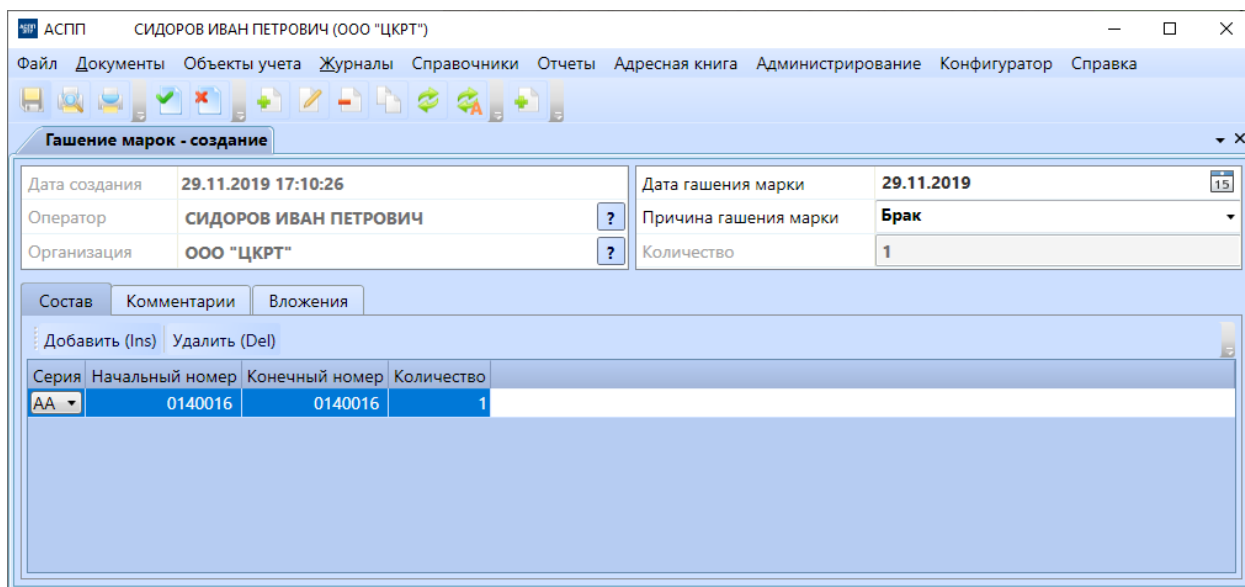 АСПП СИДОРОВ ИВАН ПЕТРОВИЧ (ООО "ЦКРТ")
Файл Документы Объекты учета Журналы Справочники Отчеты Адресная книга Администрирование Конфигуратор Справка
Гашение марок - создание
Дата создания 29.11.2019 17:10:26
Оператор СИДОРОВ ИВАН ПЕТРОВИЧ ?
Организация ООО "ЦКРТ" ?
Дата гашения марки 29.11.2019 15
Причина гашения марки Брак
Количество 1
Состав Комментарии Вложения
Добавить (Ins) Удалить (Del)
Серия Начальный номер Конечный номер Количество
АА 0140016 0140016 1